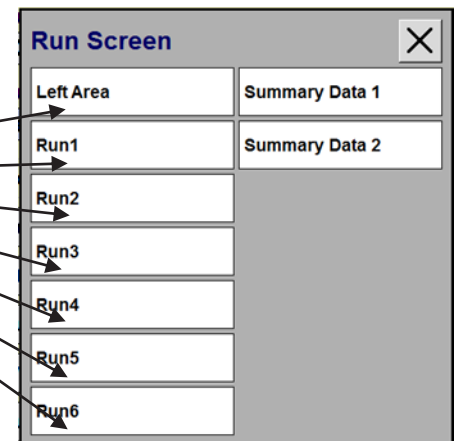 Run Screen
Left Area
Summary Data 1
Run1
Summary Data 2
Run2
Run3
Run4
Run5
Run6